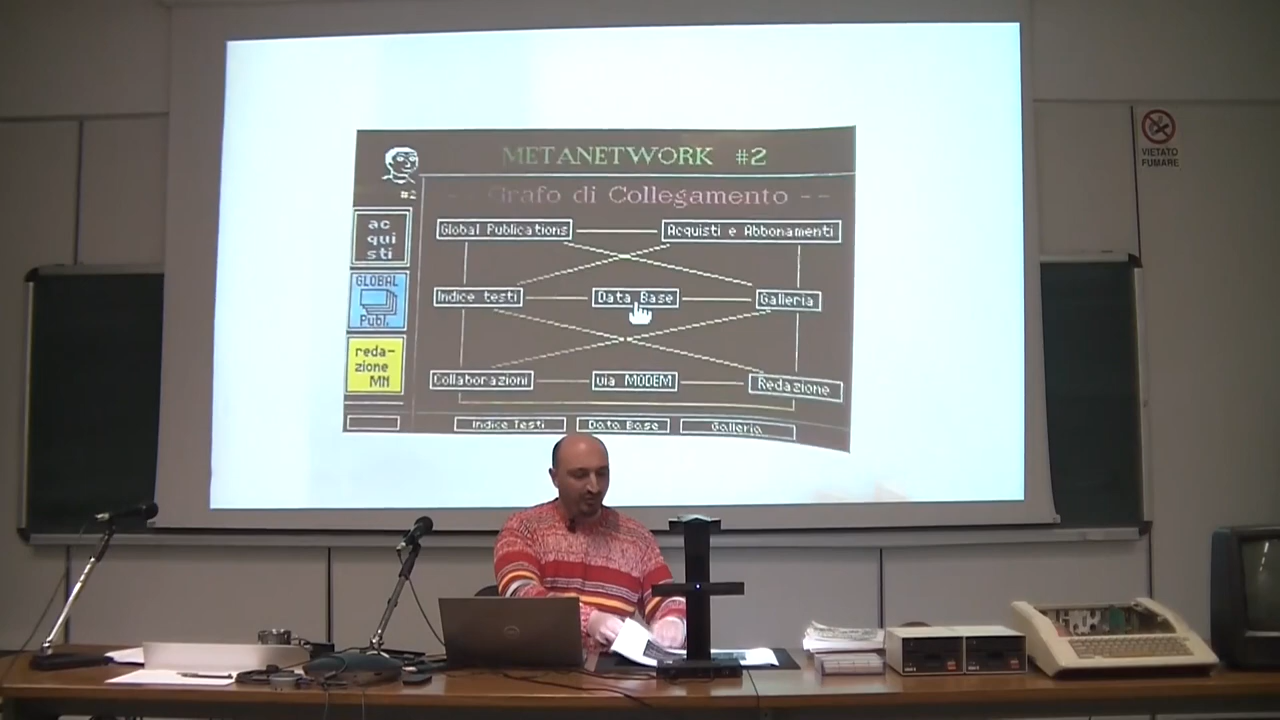 METANETWORK #2
#2
-- Grafo di Collegamento --
ac
qui
sti
Global Publications
Acquisti e Abbonamenti
GLOBAL
Publ.
Indice testi
Data Base
Galleria
reda-
zione
MN
Collaborazioni
via MODEM
Redazione
Indice Testi
Data Base
Galleria
VIETATO
FUMARE